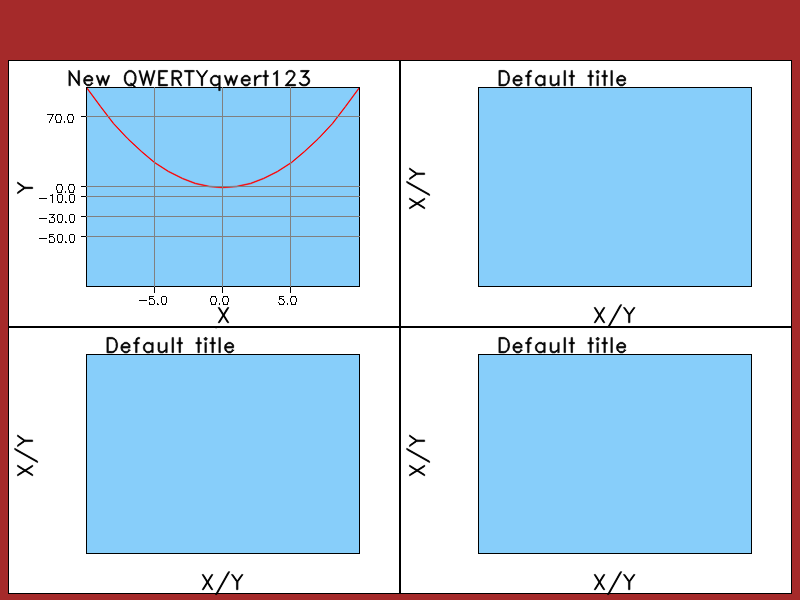 New QWERTYqwert123
70.0
0.0
-10.0
-30.0
-50.0
Y
-5.0 0.0 5.0
X
Default title
X/Y
X/Y
Default title
X/Y
X/Y
Default title
X/Y
X/Y